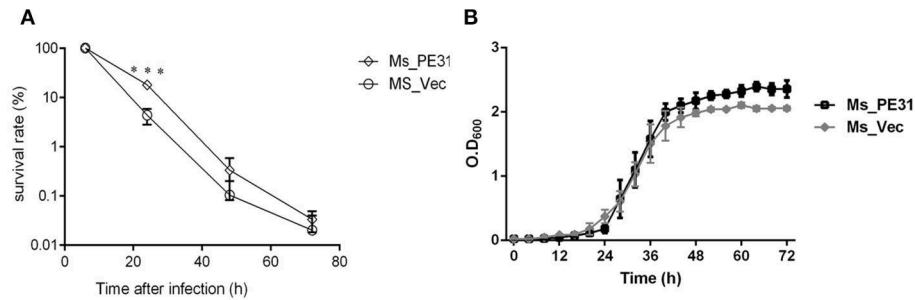 A
survival rate (%)
100
10
1
0.1
0.01
0
20
40
60
80
Time after infection (h)
* * *
Ms_PE31
MS_Vec
B
O.D600
3
2
1
0
0
12
24
36
48
60
72
Time (h)
Ms_PE31
Ms_Vec